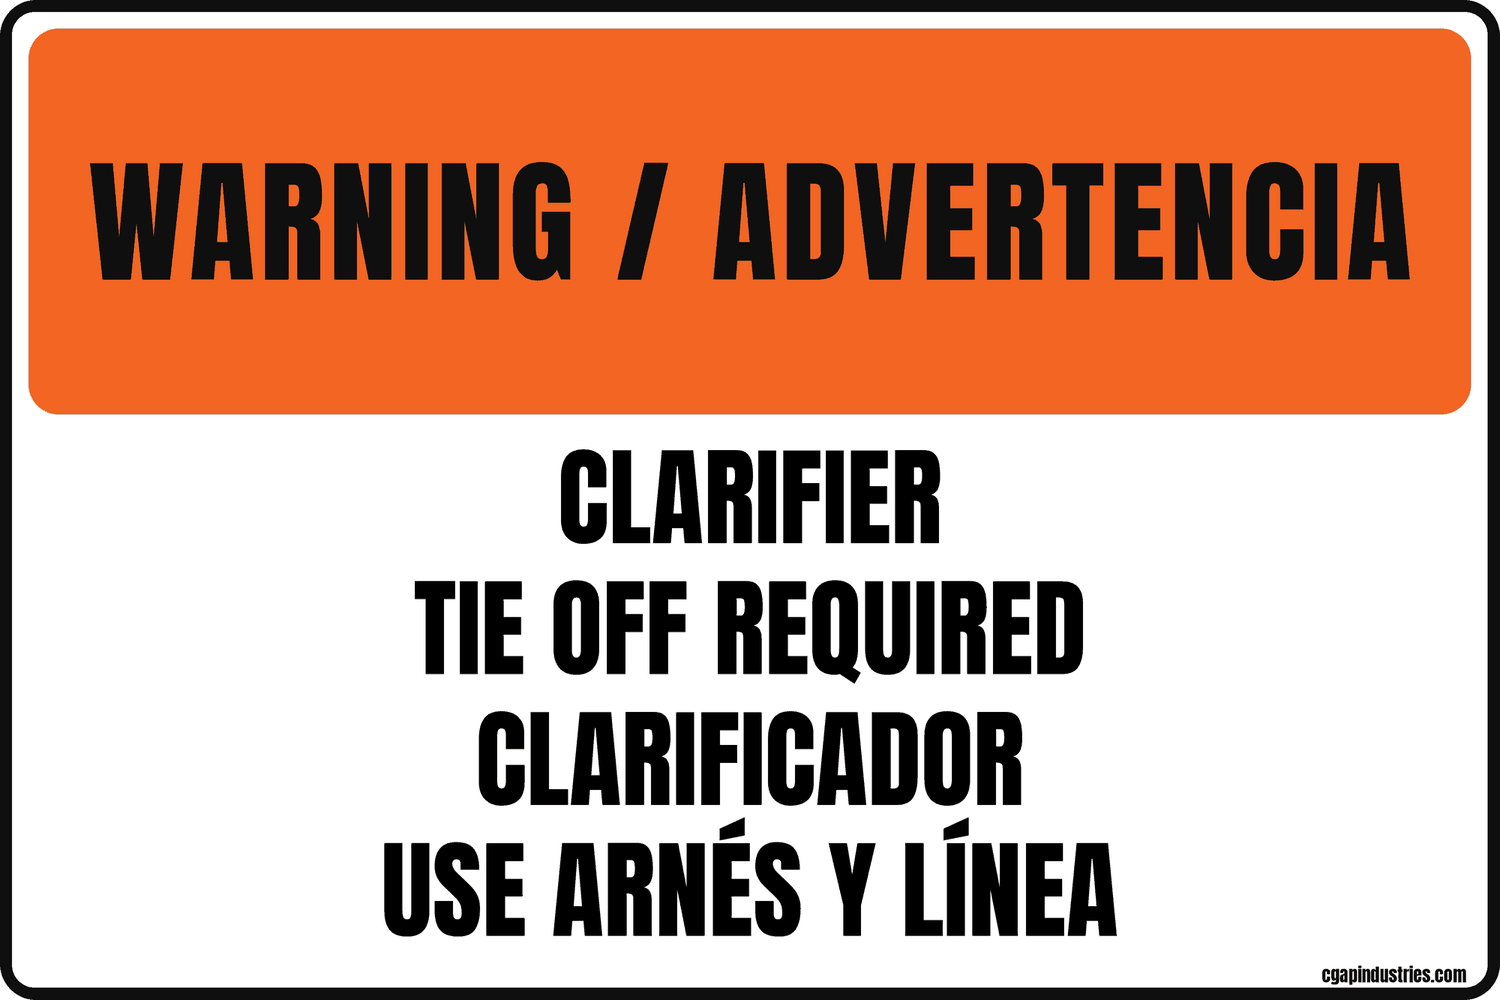 WARNING / ADVERTENCIA
CLARIFIER
TIE OFF REQUIRED
CLARIFICADOR
USE ARNÉS Y LÍNEA
cgapindustries.com